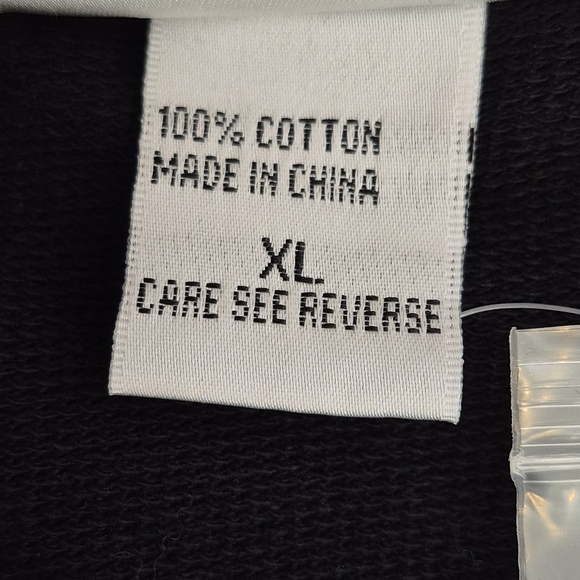 100% COTTON
MADE IN CHINA
XL.
CARE SEE REVERSE